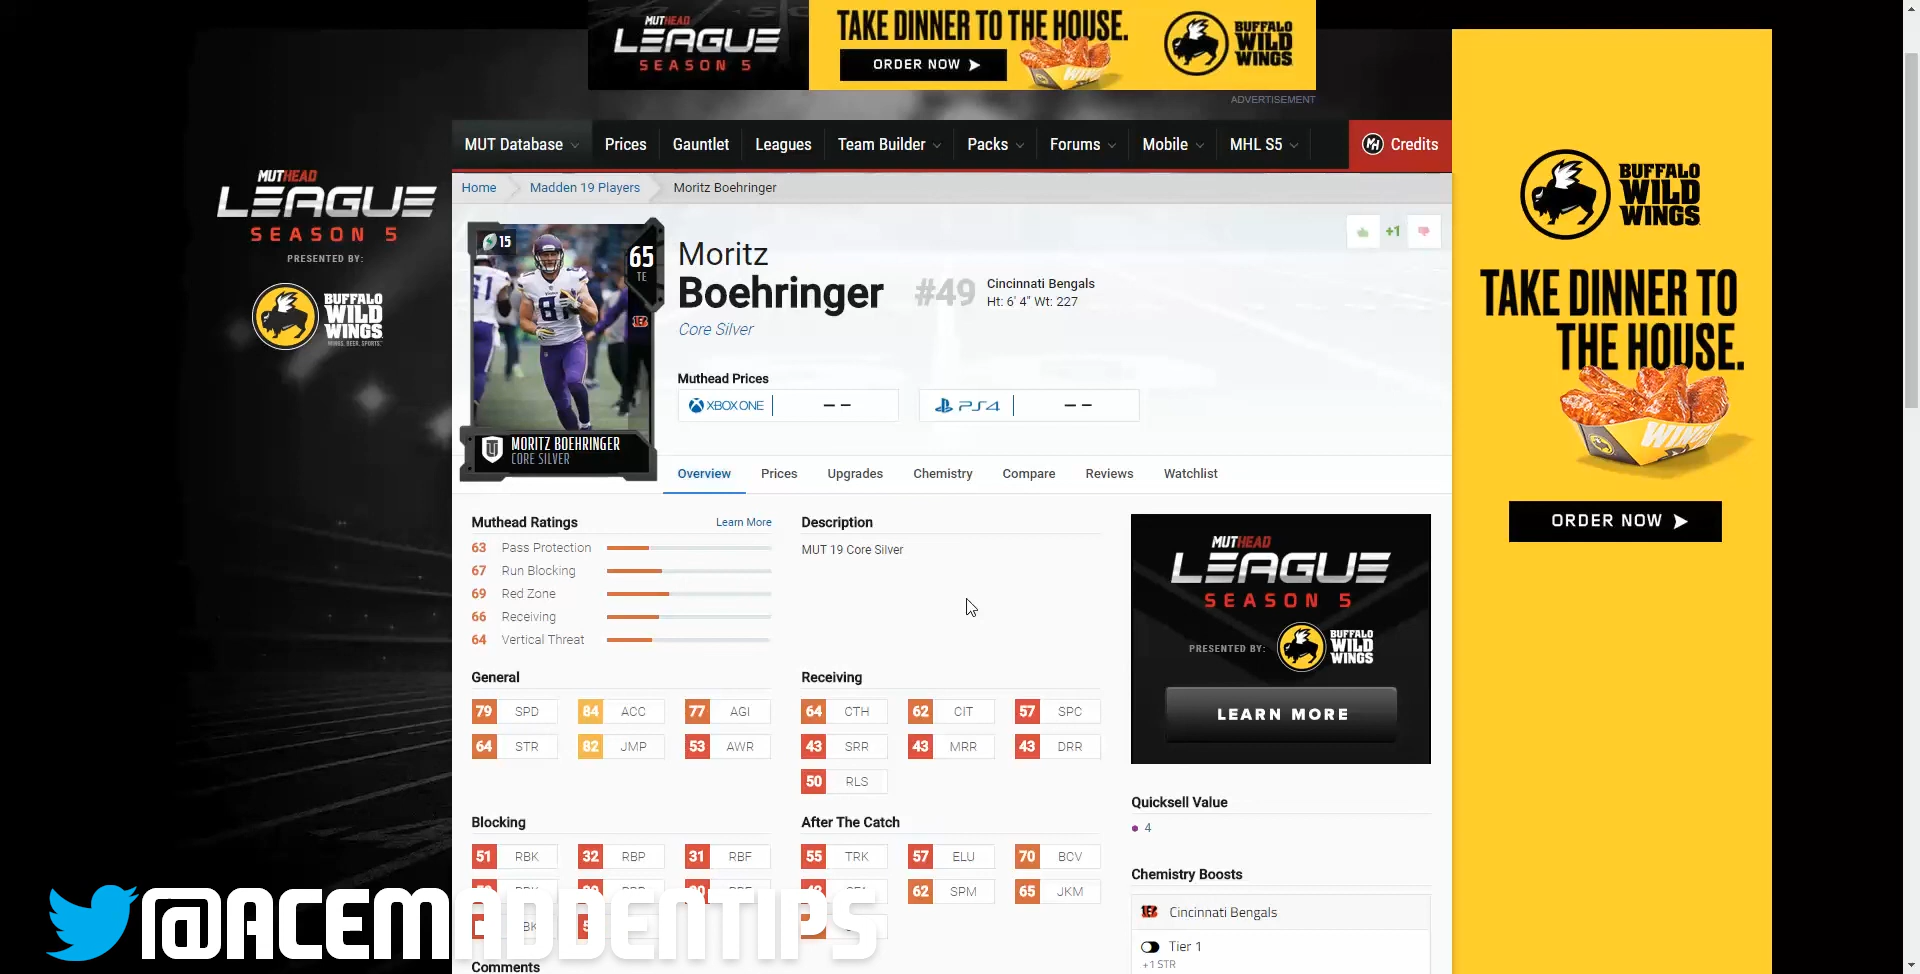 MUTHEAD
LEAGUE
SEASON 5
TAKE DINNER TO THE HOUSE.
ORDER NOW
BUFFALO
WILD
WINGS
ADVERTISEMENT
MUT Database
Prices
Gauntlet
Leagues
Team Builder
Packs
Forums
Mobile
MHL S5
Credits
MUTHEAD
LEAGUE
SEASON 5
PRESENTED BY:
BUFFALO
WILD
WINGS
WINGS. BEER. SPORTS.
Home
Madden 19 Players
Moritz Boehringer
15
65
TE
MORITZ BOEHRINGER
CORE SILVER
Moritz
Boehringer
#49
Cincinnati Bengals
Ht: 6' 4" Wt: 227
Core Silver
+1
Muthead Prices
XBOX ONE
– –
PS4
– –
Overview
Prices
Upgrades
Chemistry
Compare
Reviews
Watchlist
Muthead Ratings
Learn More
63 Pass Protection
67 Run Blocking
69 Red Zone
66 Receiving
64 Vertical Threat
Description
MUT 19 Core Silver
General
79 SPD 84 ACC 77 AGI
64 STR 82 JMP 53 AWR
Receiving
64 CTH 62 CIT 57 SPC
43 SRR 43 MRR 43 DRR
50 RLS
Blocking
51 RBK 32 RBP 31 RBF
After The Catch
55 TRK 57 ELU 70 BCV
62 SPM 65 JKM
Comments
@ACEMADDENTIPS
MUTHEAD
LEAGUE
SEASON 5
PRESENTED BY:
BUFFALO
WILD
WINGS
LEARN MORE
Quicksell Value
4
Chemistry Boosts
Cincinnati Bengals
Tier 1
+1 STR
BUFFALO
WILD
WINGS
TAKE DINNER TO
THE HOUSE.
ORDER NOW